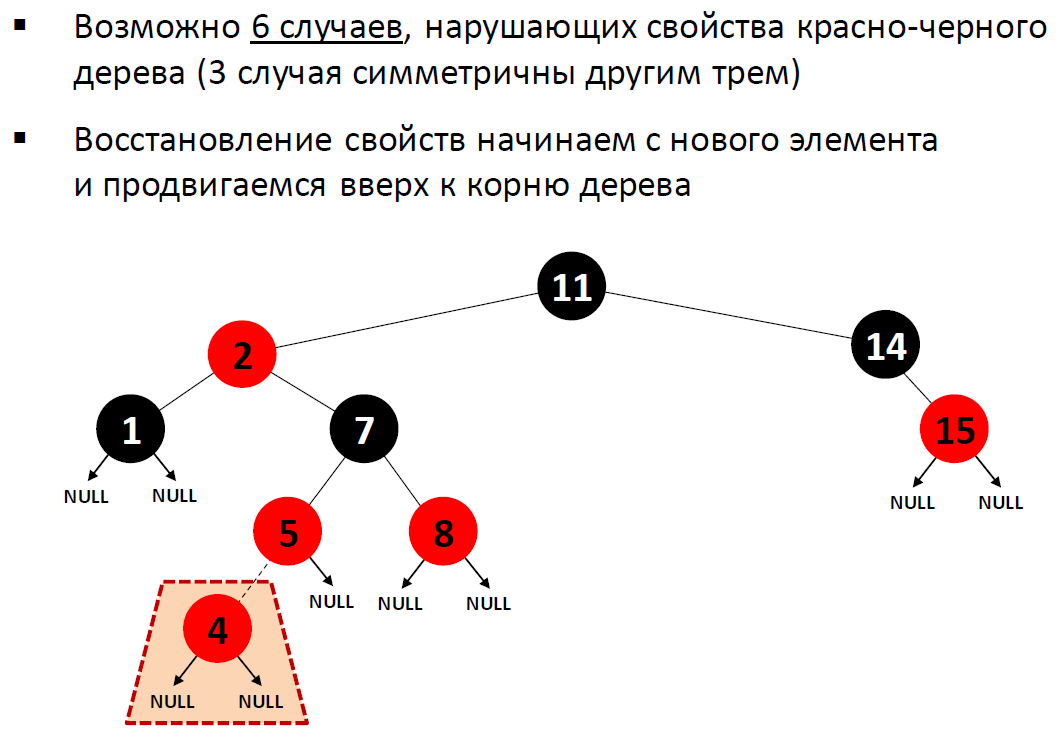 ▪ Возможно 6 случаев, нарушающих свойства красно-черного
дерева (3 случая симметричны другим трем)
▪ Восстановление свойств начинаем с нового элемента
и продвигаемся вверх к корню дерева
11
2
14
1
7
15
NULL NULL
NULL NULL
5
8
NULL
NULL NULL
4
NULL NULL